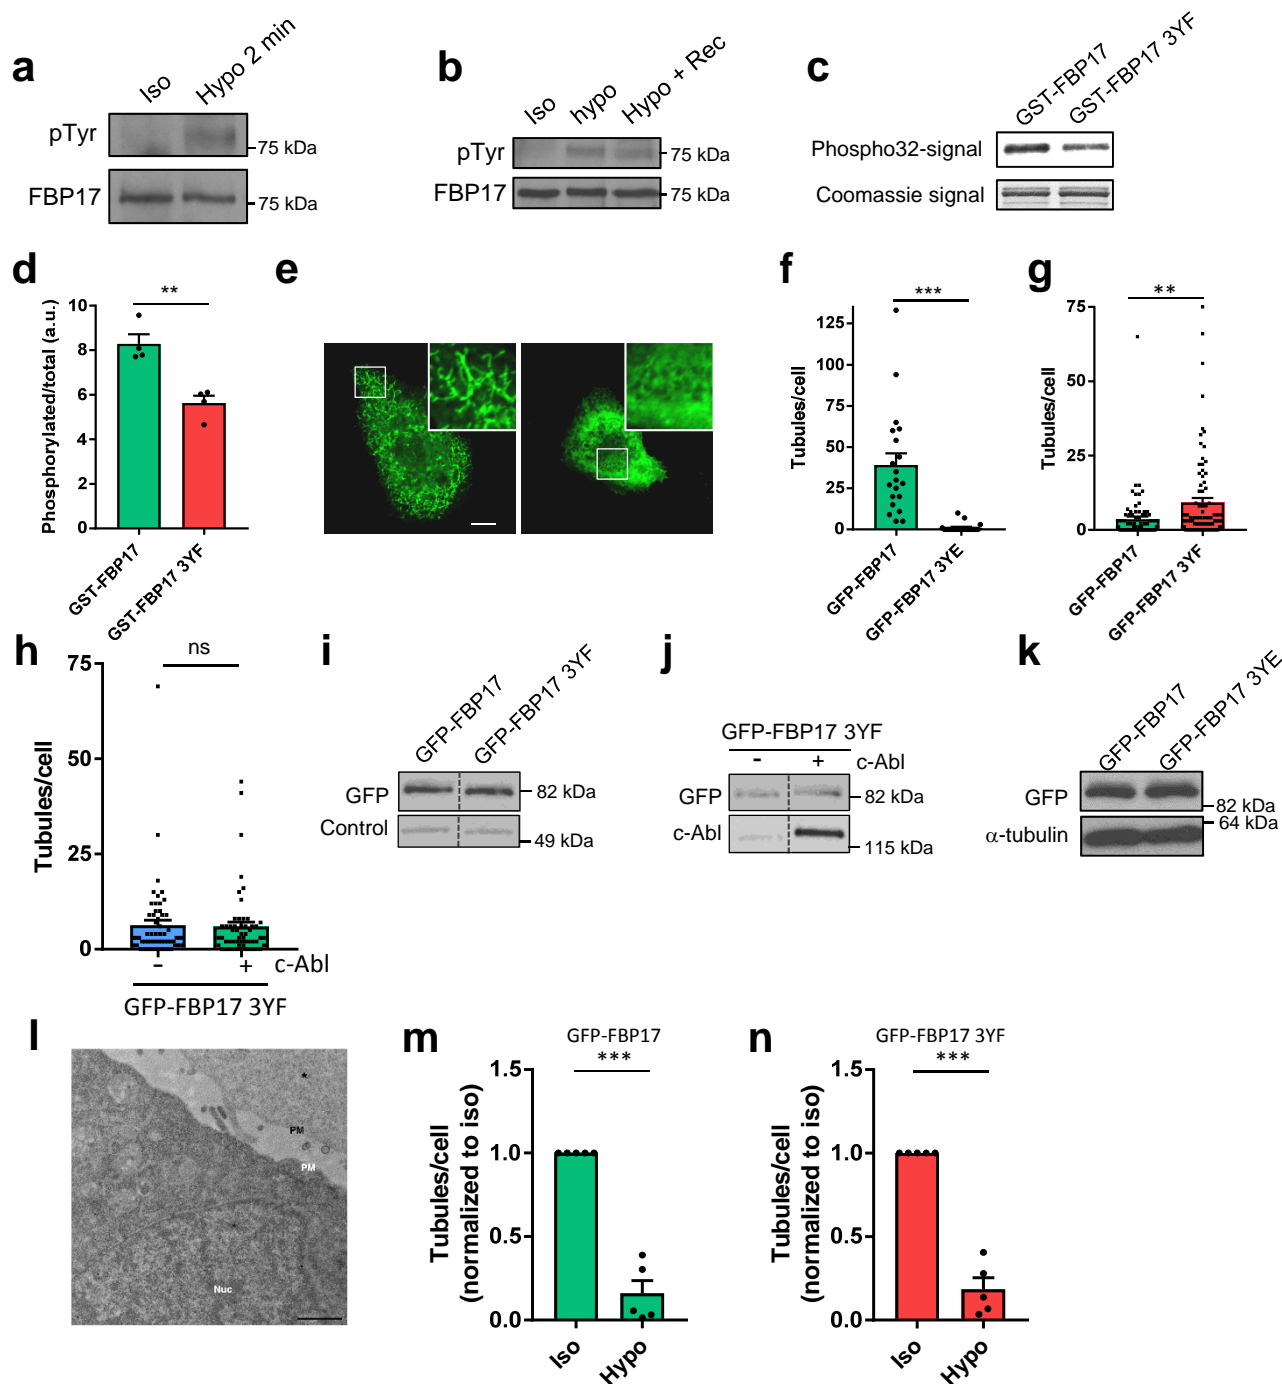 a
Iso
Hypo 2 min
pTyr
75 kDa
FBP17
75 kDa
b
Iso
hypo
Hypo + Rec
pTyr
75 kDa
FBP17
75 kDa
c
GST-FBP17
GST-FBP17 3YF
Phospho32-signal
Coomassie signal
d
**
Phosphorylated/total (a.u.)
10
8
6
4
2
0
GST-FBP17
GST-FBP17 3YF
e
f
***
Tubules/cell
125
100
75
50
25
0
GFP-FBP17
GFP-FBP17 3YE
g
**
Tubules/cell
75
50
25
0
GFP-FBP17
GFP-FBP17 3YF
h
ns
Tubules/cell
75
50
25
0
- + c-Abl
GFP-FBP17 3YF
i
GFP-FBP17
GFP-FBP17 3YF
GFP
82 kDa
Control
49 kDa
j
GFP-FBP17 3YF
- + c-Abl
GFP
82 kDa
c-Abl
115 kDa
k
GFP-FBP17
GFP-FBP17 3YE
GFP
82 kDa
64 kDa
α-tubulin
l
*
PM
PM
*
Nuc
m
GFP-FBP17
***
Tubules/cell
(normalized to iso)
1.5
1.0
0.5
0.0
Iso
Hypo
n
GFP-FBP17 3YF
***
Tubules/cell
(normalized to iso)
1.5
1.0
0.5
0.0
Iso
Hypo